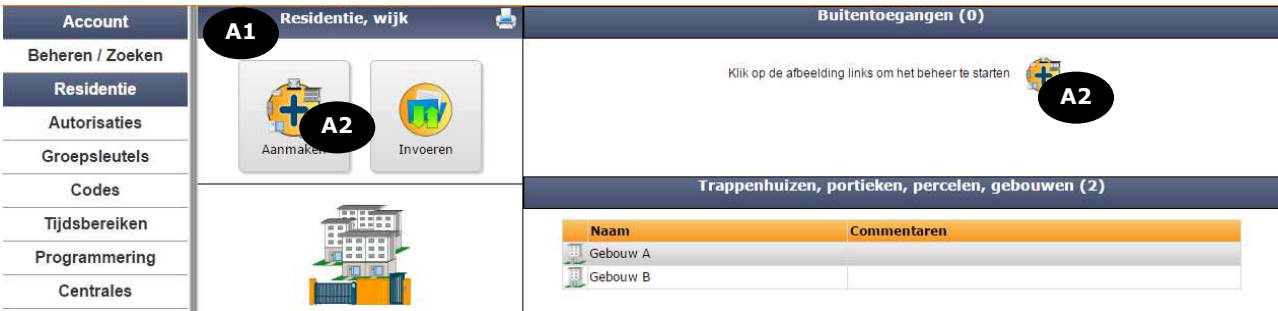 Account
Beheren / Zoeken
Residentie
Autorisaties
Groepsleutels
Codes
Tijdsbereiken
Programmering
Centrales
A1
Residentie, wijk
A2
Aanmaken
Invoeren
Buitentoegangen (0)
Klik op de afbeelding links om het beheer te starten
A2
Trappenhuizen, portieken, percelen, gebouwen (2)
Naam Commentaren
Gebouw A
Gebouw B